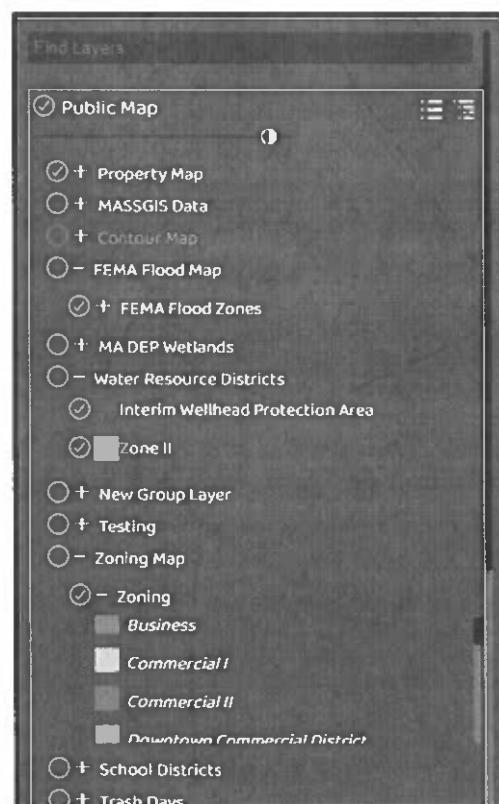 Find Layers
Public Map
+ Property Map
+ MASSGIS Data
+ Contour Map
− FEMA Flood Map
+ FEMA Flood Zones
+ MA DEP Wetlands
− Water Resource Districts
Interim Wellhead Protection Area
Zone II
+ New Group Layer
+ Testing
− Zoning Map
− Zoning
Business
Commercial I
Commercial II
Downtown Commercial District
+ School Districts
+ Trash Days